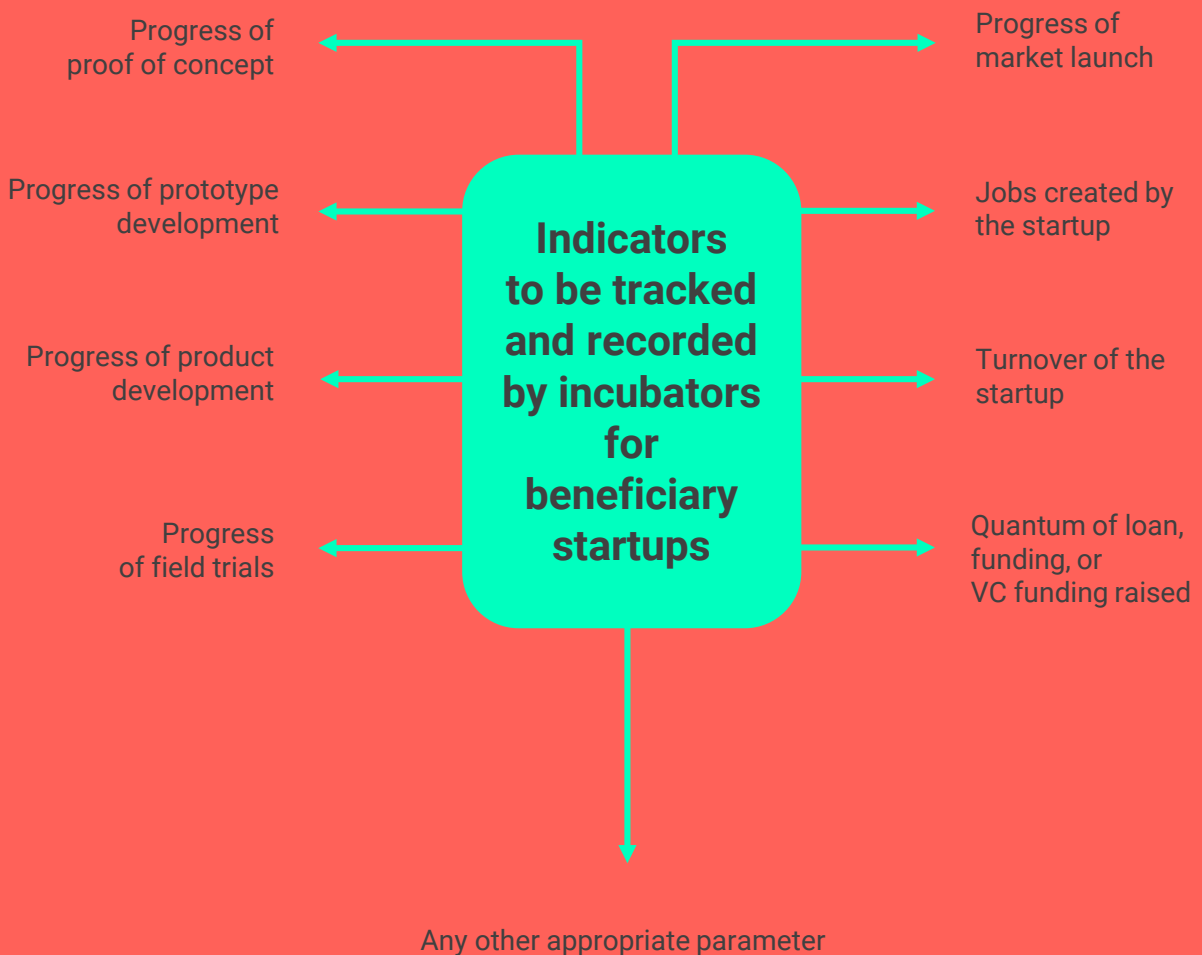 Progress of
proof of concept
Progress of prototype
development
Progress of product
development
Progress
of field trials
Indicators
to be tracked
and recorded
by incubators
for
beneficiary
startups
Progress of
market launch
Jobs created by
the startup
Turnover of the
startup
Quantum of loan,
funding, or
VC funding raised
Any other appropriate parameter